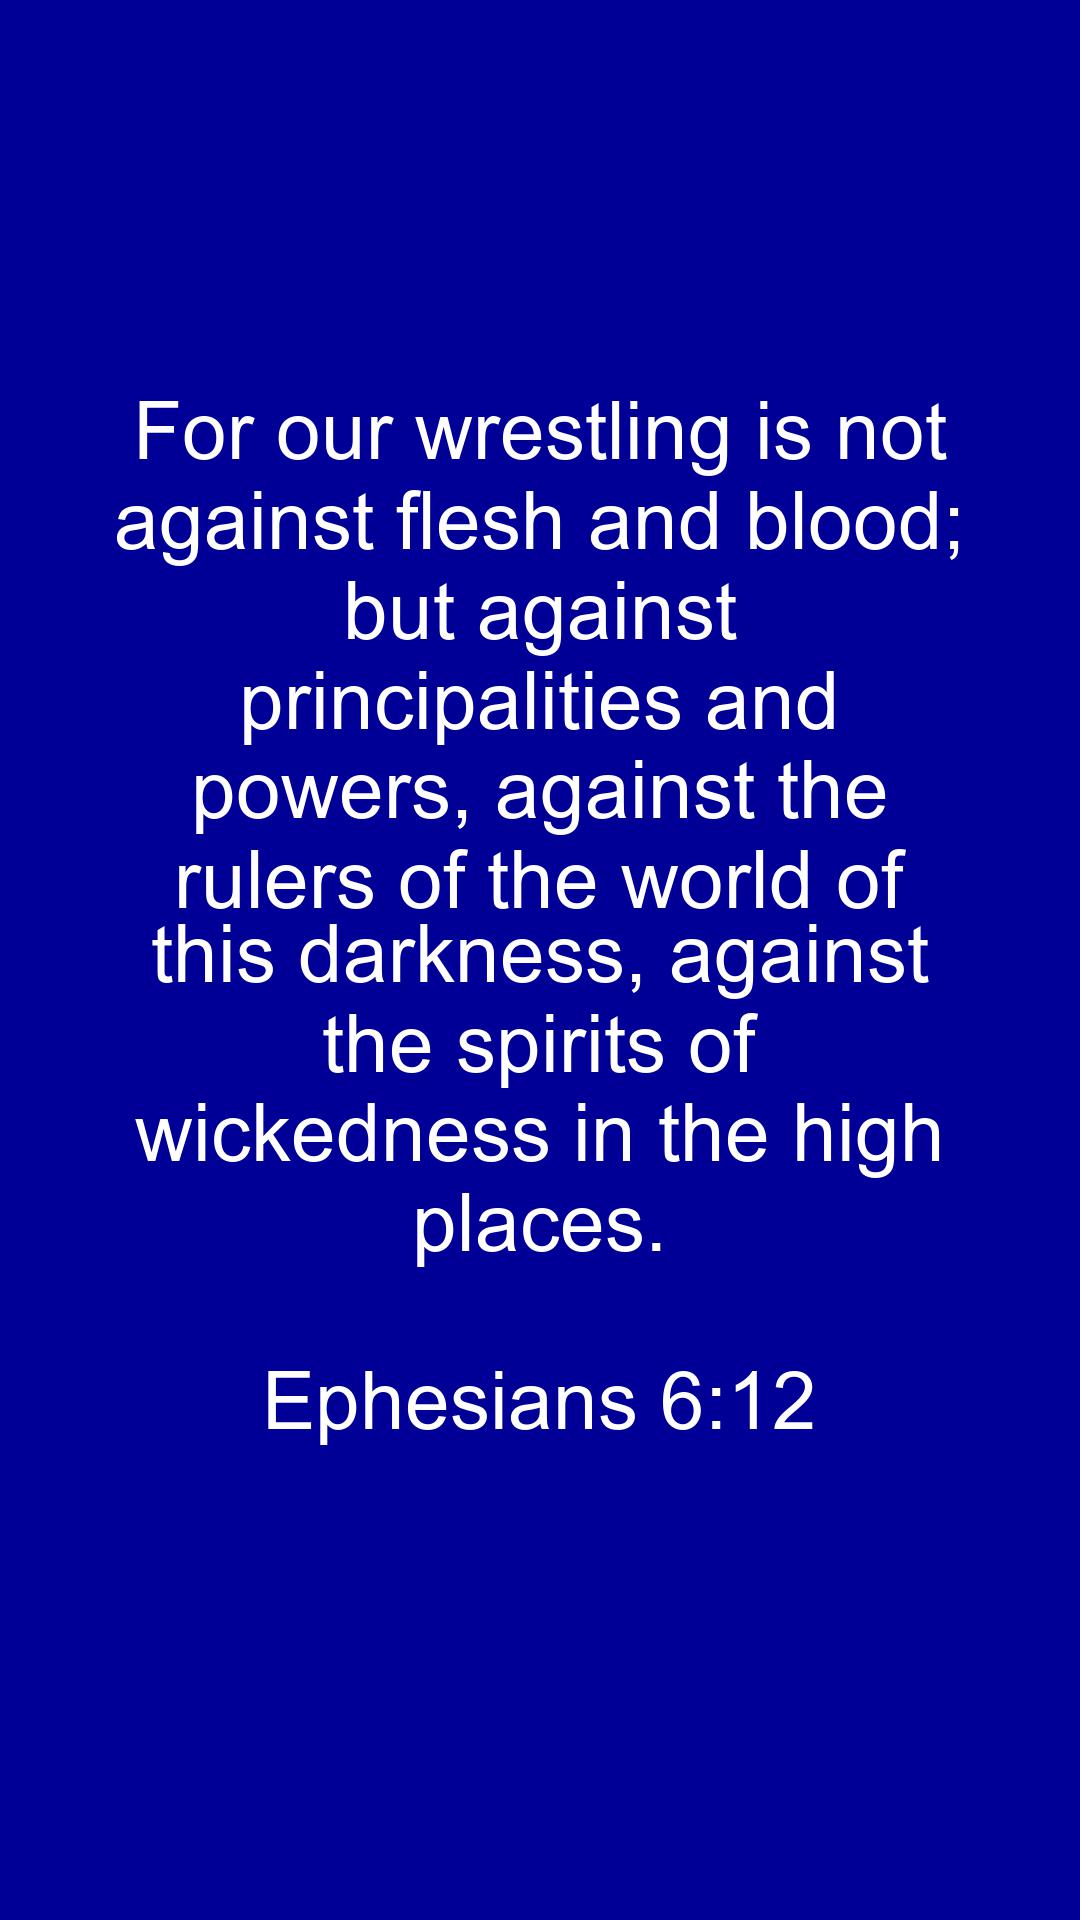 For our wrestling is not
against flesh and blood;
but against
principalities and
powers, against the
rulers of the world of
this darkness, against
the spirits of
wickedness in the high
places.
Ephesians 6:12